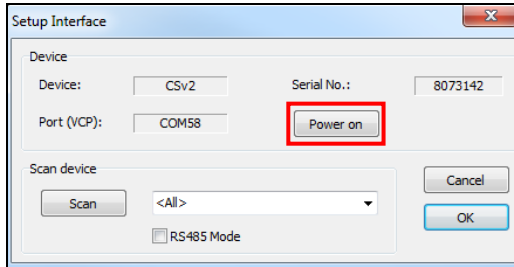 Setup Interface
Device
Device: CSv2 Serial No.: 8073142
Port (VCP): COM58 Power on
Scan device
Scan <All>
RS485 Mode
Cancel
OK